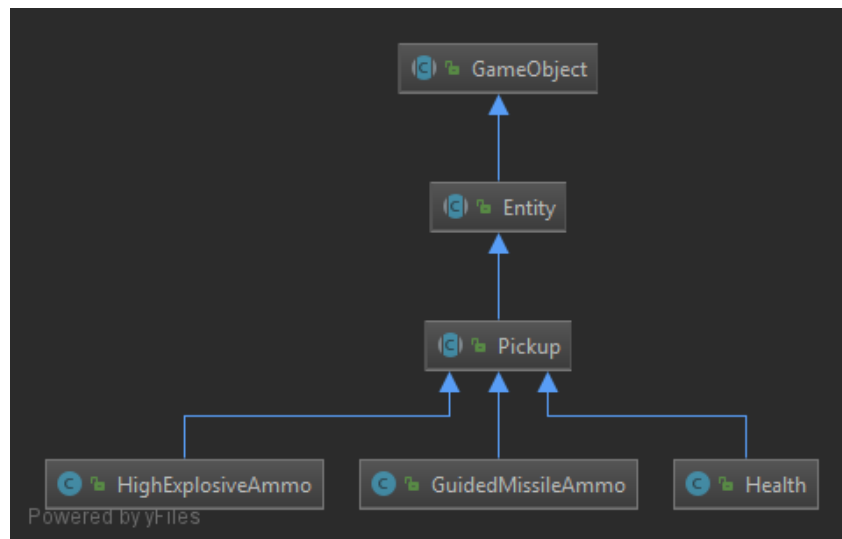 GameObject
Entity
Pickup
HighExplosiveAmmo
GuidedMissileAmmo
Health
Powered by yFiles